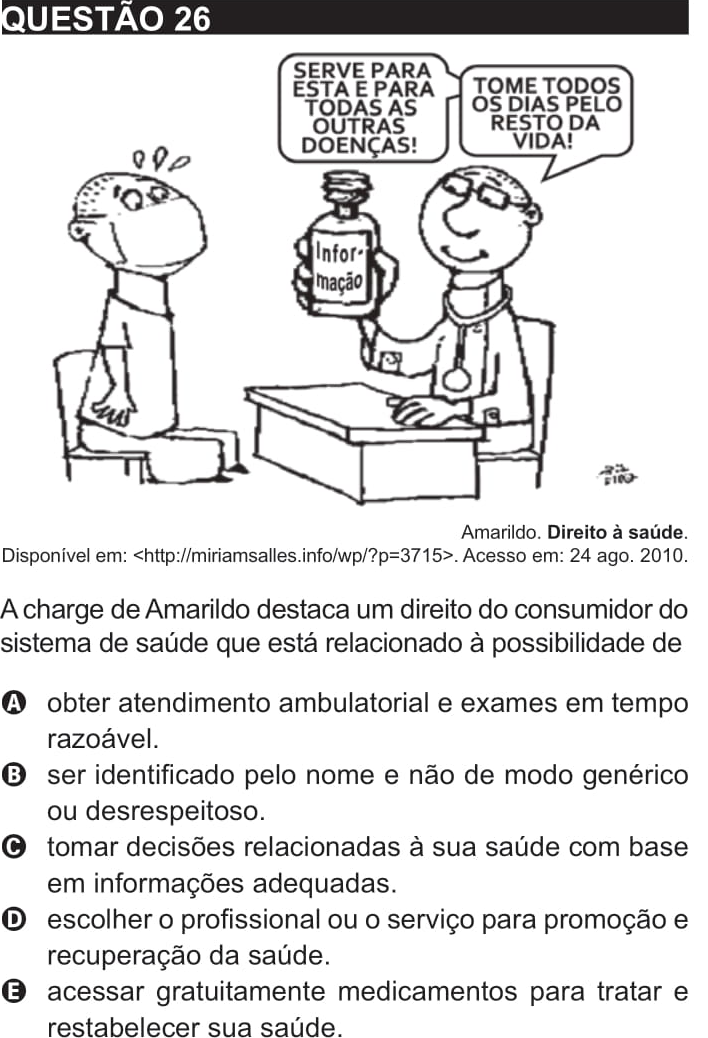 QUESTÃO 26
SERVE PARA
ESTA E PARA
TODAS AS
OUTRAS
DOENÇAS!
TOME TODOS
OS DIAS PELO
RESTO DA
VIDA!
Infor-
mação
Amarildo. Direito à saúde.
Disponível em: <http://miriamsalles.info/wp/?p=3715>. Acesso em: 24 ago. 2010.
A charge de Amarildo destaca um direito do consumidor do
sistema de saúde que está relacionado à possibilidade de
A obter atendimento ambulatorial e exames em tempo
razoável.
B ser identificado pelo nome e não de modo genérico
ou desrespeitoso.
C tomar decisões relacionadas à sua saúde com base
em informações adequadas.
D escolher o profissional ou o serviço para promoção e
recuperação da saúde.
E acessar gratuitamente medicamentos para tratar e
restabelecer sua saúde.